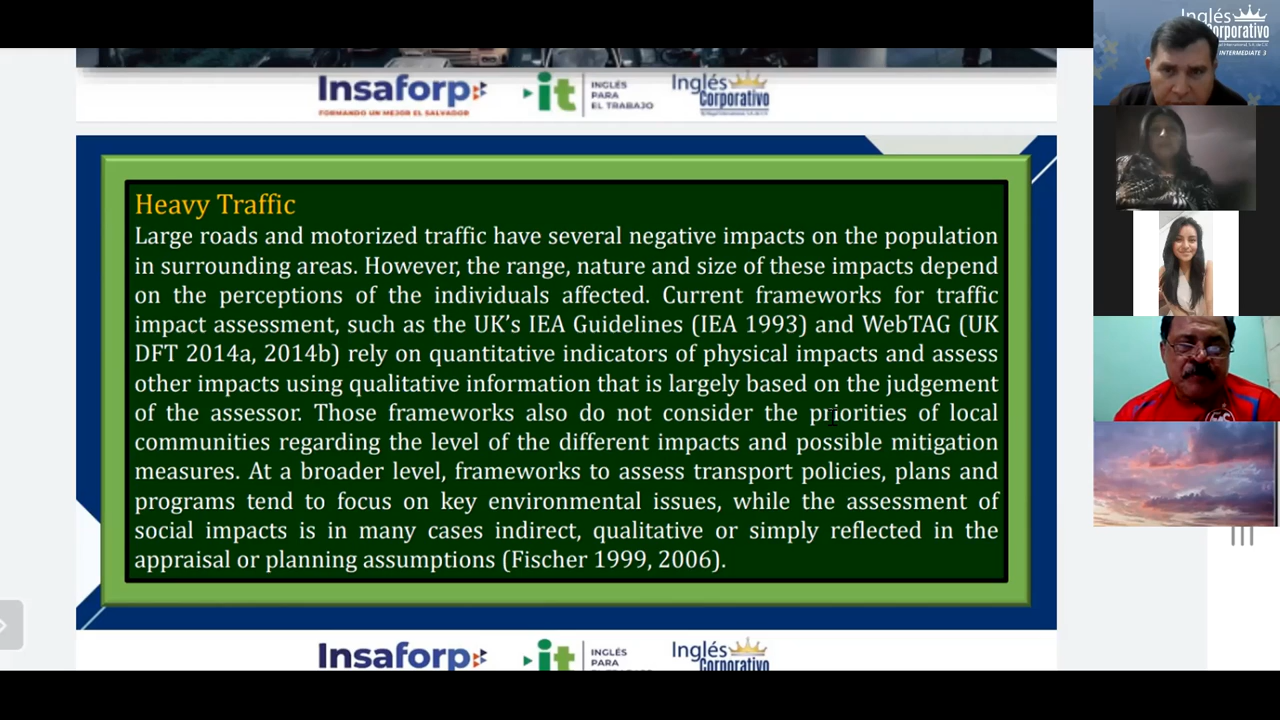 Insaforp
FORMANDO UN MEJOR EL SALVADOR
it
INGLÉS
PARA
EL TRABAJO
Inglés
Corporativo
Heavy Traffic
Large roads and motorized traffic have several negative impacts on the population
in surrounding areas. However, the range, nature and size of these impacts depend
on the perceptions of the individuals affected. Current frameworks for traffic
impact assessment, such as the UK’s IEA Guidelines (IEA 1993) and WebTAG (UK
DFT 2014a, 2014b) rely on quantitative indicators of physical impacts and assess
other impacts using qualitative information that is largely based on the judgement
of the assessor. Those frameworks also do not consider the priorities of local
communities regarding the level of the different impacts and possible mitigation
measures. At a broader level, frameworks to assess transport policies, plans and
programs tend to focus on key environmental issues, while the assessment of
social impacts is in many cases indirect, qualitative or simply reflected in the
appraisal or planning assumptions (Fischer 1999, 2006).
Insaforp
it
INGLÉS
PARA
Inglés
Corporativo
Inglés
Corporativo
INTERMEDIATE 3